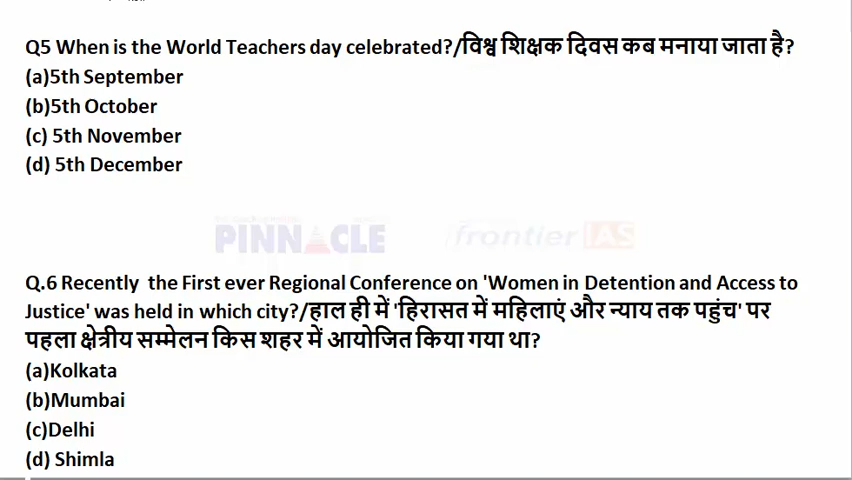 Q5 When is the World Teachers day celebrated?/विश्व शिक्षक दिवस कब मनाया जाता है?
(a)5th September
(b)5th October
(c) 5th November
(d) 5th December
PINNACLE frontier IAS
Q.6 Recently the First ever Regional Conference on 'Women in Detention and Access to
Justice' was held in which city?/हाल ही में 'हिरासत में महिलाएं और न्याय तक पहुंच' पर
पहला क्षेत्रीय सम्मेलन किस शहर में आयोजित किया गया था?
(a)Kolkata
(b)Mumbai
(c)Delhi
(d) Shimla